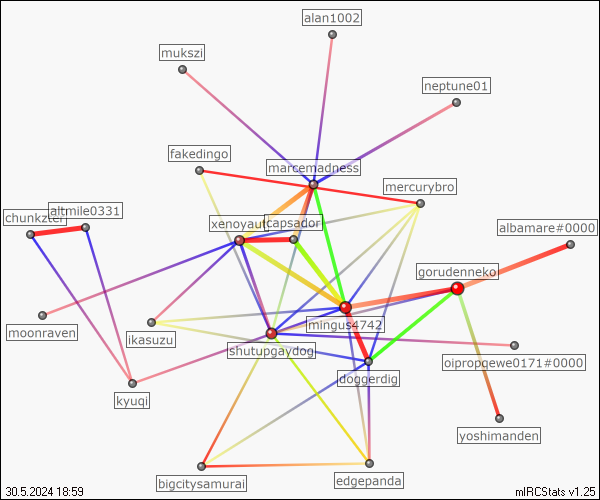 alan1002
mukszi
neptune01
fakedingo
marcemadness
mercurybro
chunkzter
altmile0331
xenoyaut
capsador
albamare#0000
gorudenneko
moonraven
ikasuzu
mingus4742
shutupgaydog
doggerdig
oipropqewe0171#0000
kyuqi
yoshimanden
bigcitysamurai
edgepanda
30.5.2024 18:59
mIRCStats v1.25